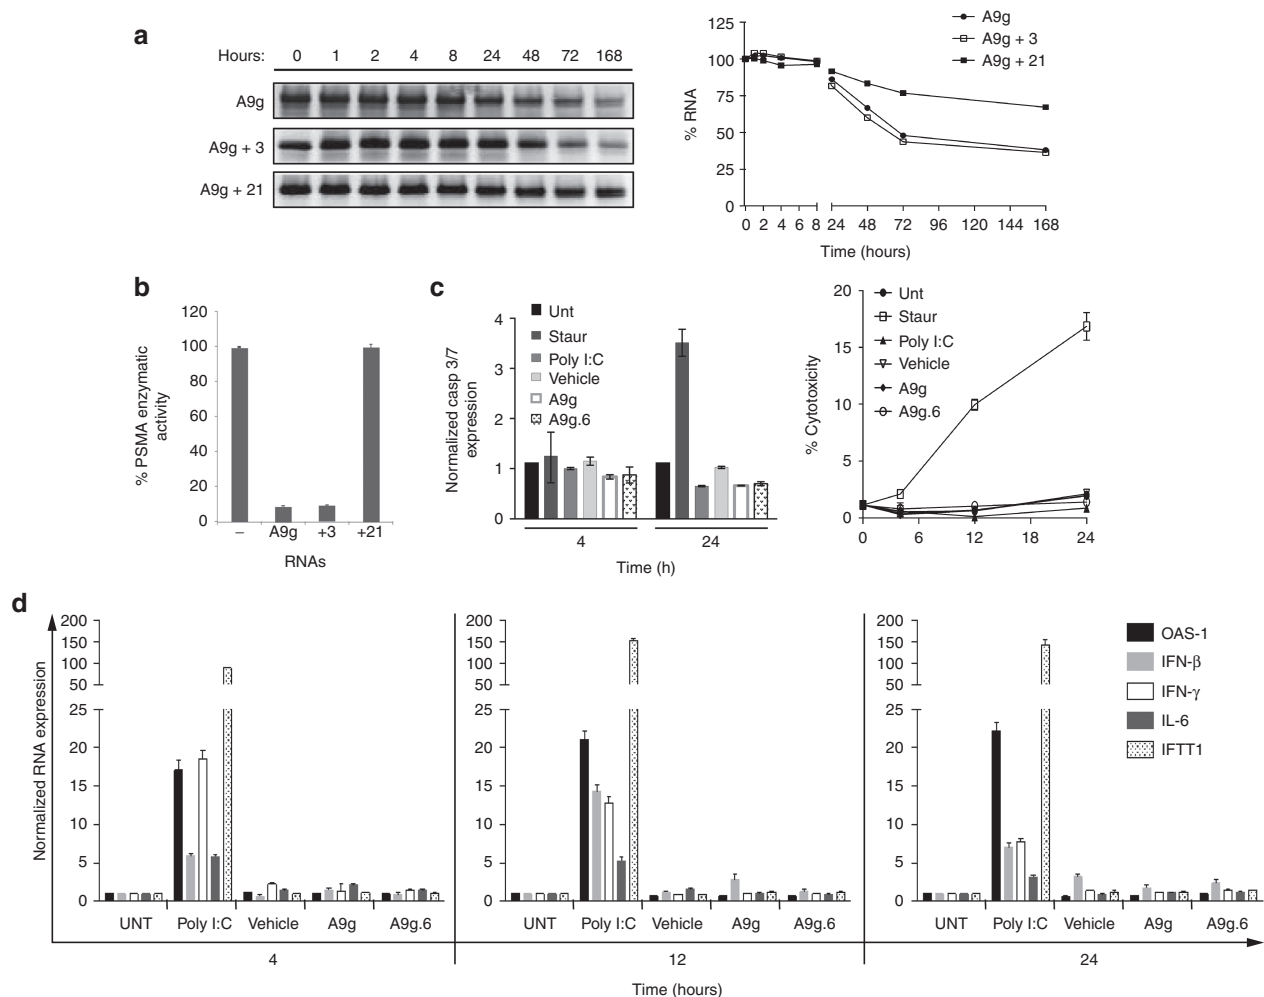 a
Hours: 0 1 2 4 8 24 48 72 168
A9g
A9g + 3
A9g + 21
A9g
A9g + 3
A9g + 21
% RNA
125
100
75
50
25
0
0 2 4 6 8 24 48 72 96 120 144 168
Time (hours)
b
% PSMA enzymatic
activity
120
100
80
60
40
20
0
– A9g +3 +21
RNAs
c
Normalized casp 3/7
expression
4
3
2
1
0
Unt
Staur
Poly I:C
Vehicle
A9g
A9g.6
4 24
Time (h)
% Cytotoxicity
20
15
10
5
0
Unt
Staur
Poly I:C
Vehicle
A9g
A9g.6
0 6 12 18 24
d
Normalized RNA expression
200
150
100
50
25
20
15
10
5
0
UNT Poly I:C Vehicle A9g A9g.6
4
200
150
100
50
25
20
15
10
5
0
UNT Poly I:C Vehicle A9g A9g.6
12
200
150
100
50
25
20
15
10
5
0
UNT Poly I:C Vehicle A9g A9g.6
24
OAS-1
IFN-β
IFN-γ
IL-6
IFTT1
Time (hours)